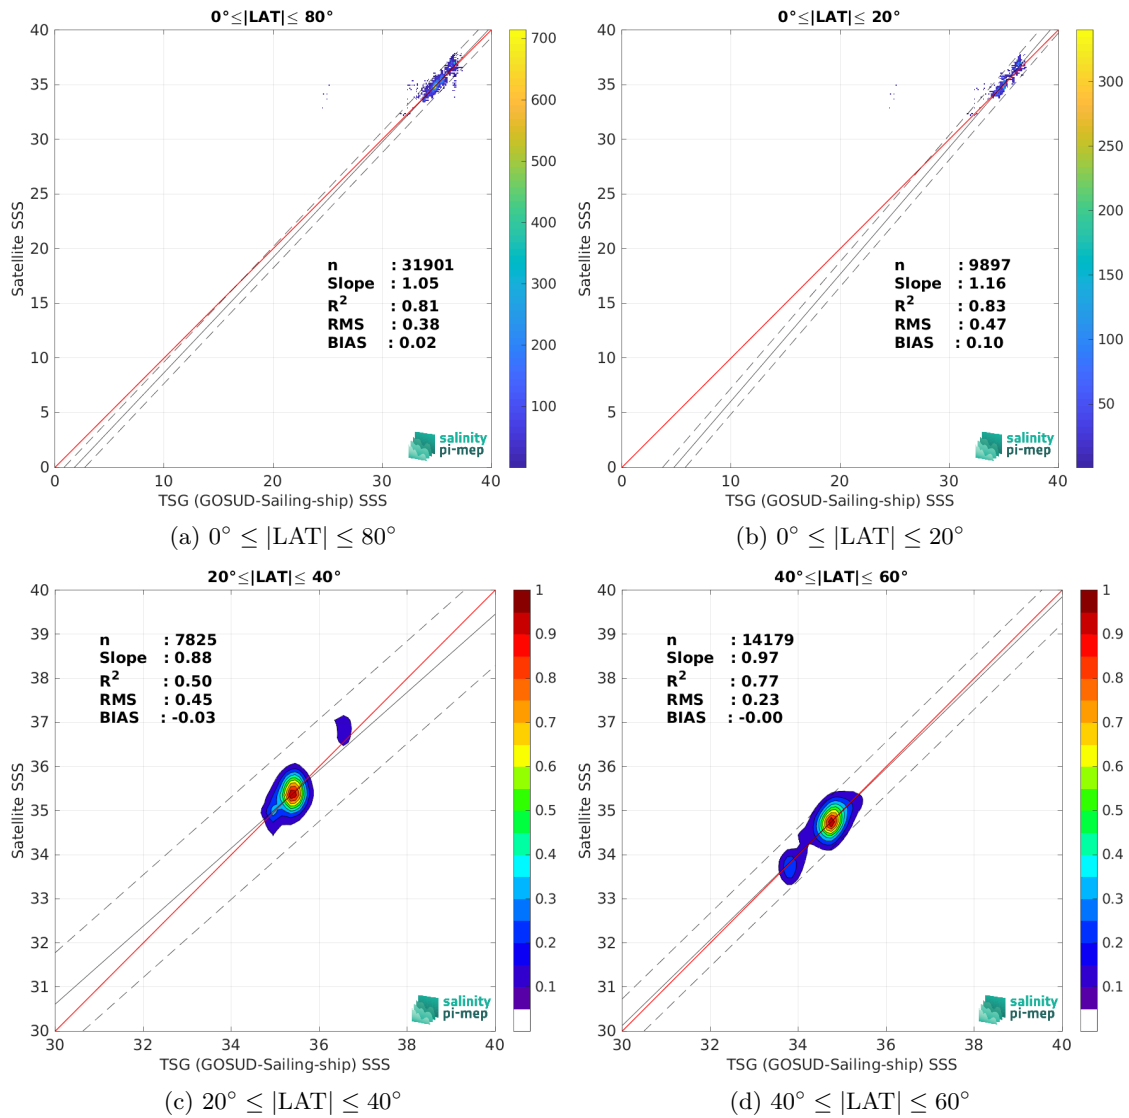 0°≤|LAT|≤ 80°
40
35
30
25
20
15
10
5
0
Satellite SSS
n : 31901
Slope : 1.05
R² : 0.81
RMS : 0.38
BIAS : 0.02
salinity
pi-mep
0 10 20 30 40
TSG (GOSUD-Sailing-ship) SSS
700
600
500
400
300
200
100
(a) 0° ≤ |LAT| ≤ 80°
0°≤|LAT|≤ 20°
40
35
30
25
20
15
10
5
0
Satellite SSS
n : 9897
Slope : 1.16
R² : 0.83
RMS : 0.47
BIAS : 0.10
salinity
pi-mep
0 10 20 30 40
TSG (GOSUD-Sailing-ship) SSS
300
250
200
150
100
50
(b) 0° ≤ |LAT| ≤ 20°
20°≤|LAT|≤ 40°
40
39
38
37
36
35
34
33
32
31
30
Satellite SSS
n : 7825
Slope : 0.88
R² : 0.50
RMS : 0.45
BIAS : -0.03
salinity
pi-mep
30 32 34 36 38 40
TSG (GOSUD-Sailing-ship) SSS
1
0.9
0.8
0.7
0.6
0.5
0.4
0.3
0.2
0.1
(c) 20° ≤ |LAT| ≤ 40°
40°≤|LAT|≤ 60°
40
39
38
37
36
35
34
33
32
31
30
Satellite SSS
n : 14179
Slope : 0.97
R² : 0.77
RMS : 0.23
BIAS : -0.00
salinity
pi-mep
30 32 34 36 38 40
TSG (GOSUD-Sailing-ship) SSS
1
0.9
0.8
0.7
0.6
0.5
0.4
0.3
0.2
0.1
(d) 40° ≤ |LAT| ≤ 60°